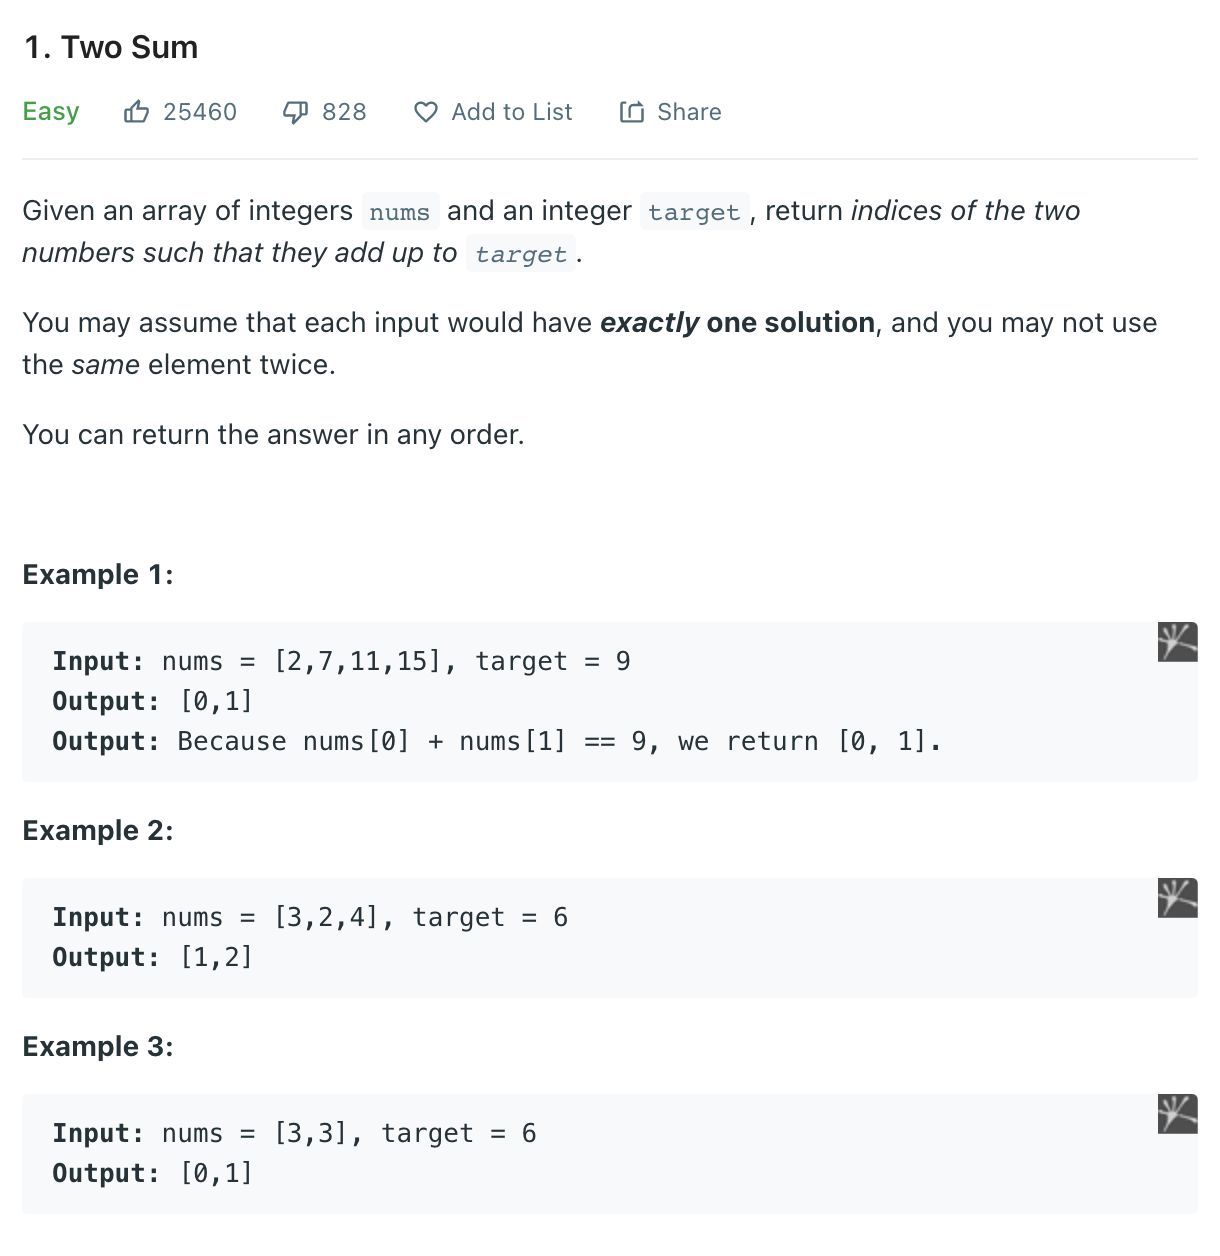 1. Two Sum
Easy 25460 828 Add to List Share
Given an array of integers nums and an integer target, return indices of the two
numbers such that they add up to target.
You may assume that each input would have exactly one solution, and you may not use
the same element twice.
You can return the answer in any order.
Example 1:
Input: nums = [2,7,11,15], target = 9
Output: [0,1]
Output: Because nums[0] + nums[1] == 9, we return [0, 1].
Example 2:
Input: nums = [3,2,4], target = 6
Output: [1,2]
Example 3:
Input: nums = [3,3], target = 6
Output: [0,1]